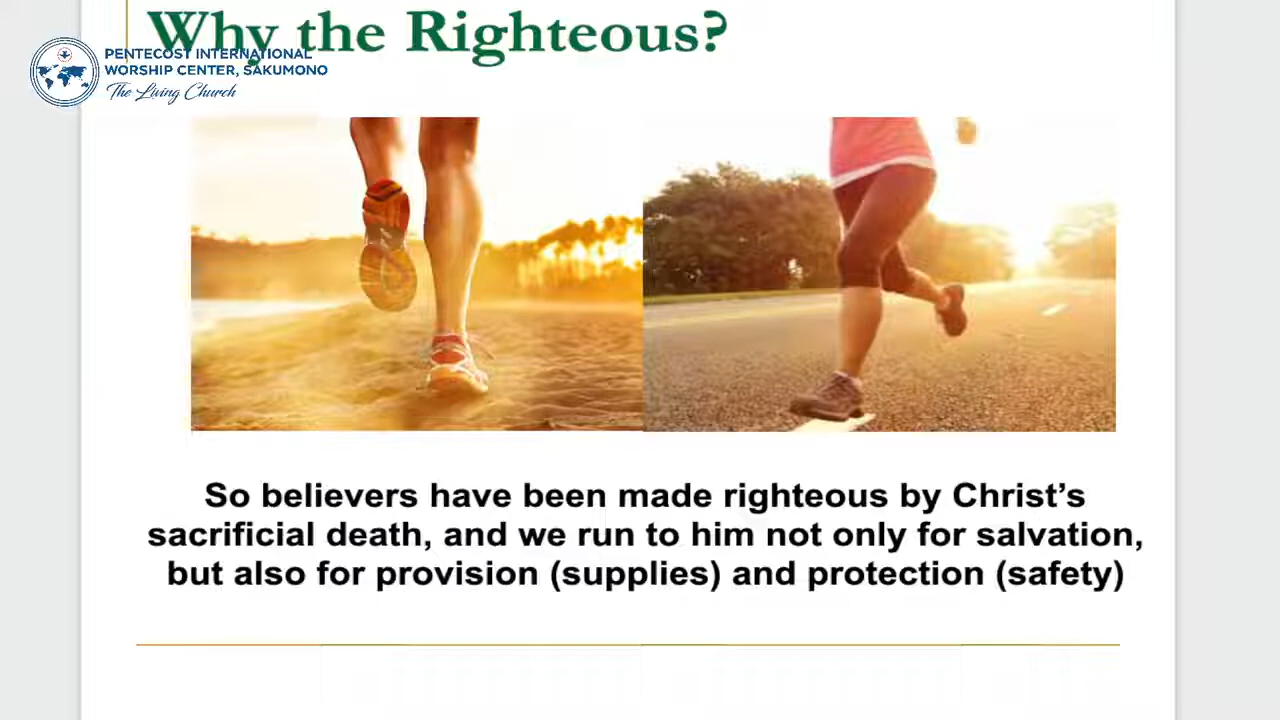 Why the Righteous?
PENTECOST INTERNATIONAL
WORSHIP CENTER, SAKUMONO
The Living Church
So believers have been made righteous by Christ’s
sacrificial death, and we run to him not only for salvation,
but also for provision (supplies) and protection (safety)